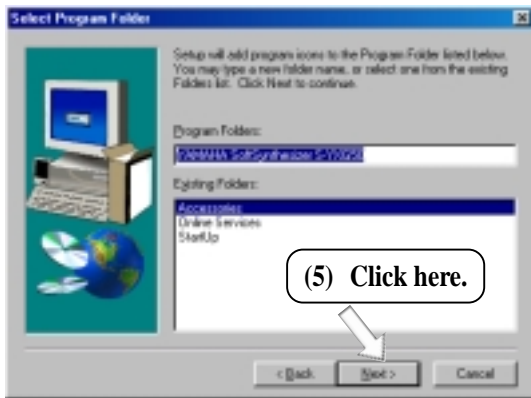 Select Program Folder
Setup will add program icons to the Program Folder listed below.
You may type a new folder name, or select one from the existing
Folders list. Click Next to continue.
Program Folders:
YAMAHA SoftSynthesizer S-YXG50
Existing Folders:
Accessories
Online Services
StartUp
(5) Click here.
< Back
Next >
Cancel